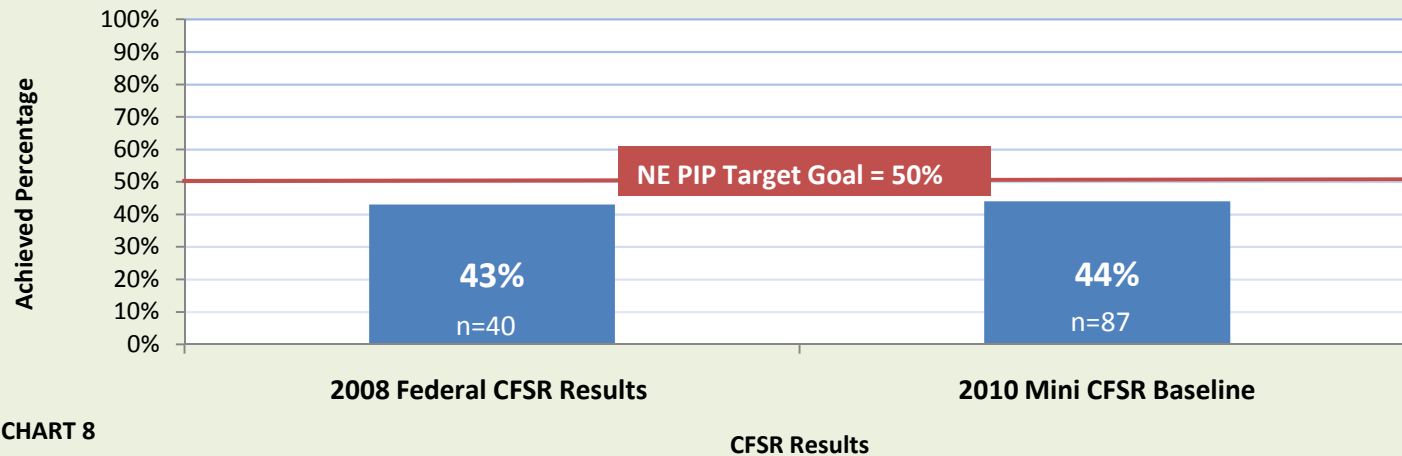 Achieved Percentage
100%
90%
80%
70%
60%
50%
40%
30%
20%
10%
0%
NE PIP Target Goal = 50%
43%
n=40
44%
n=87
2008 Federal CFSR Results
2010 Mini CFSR Baseline
CHART 8
CFSR Results